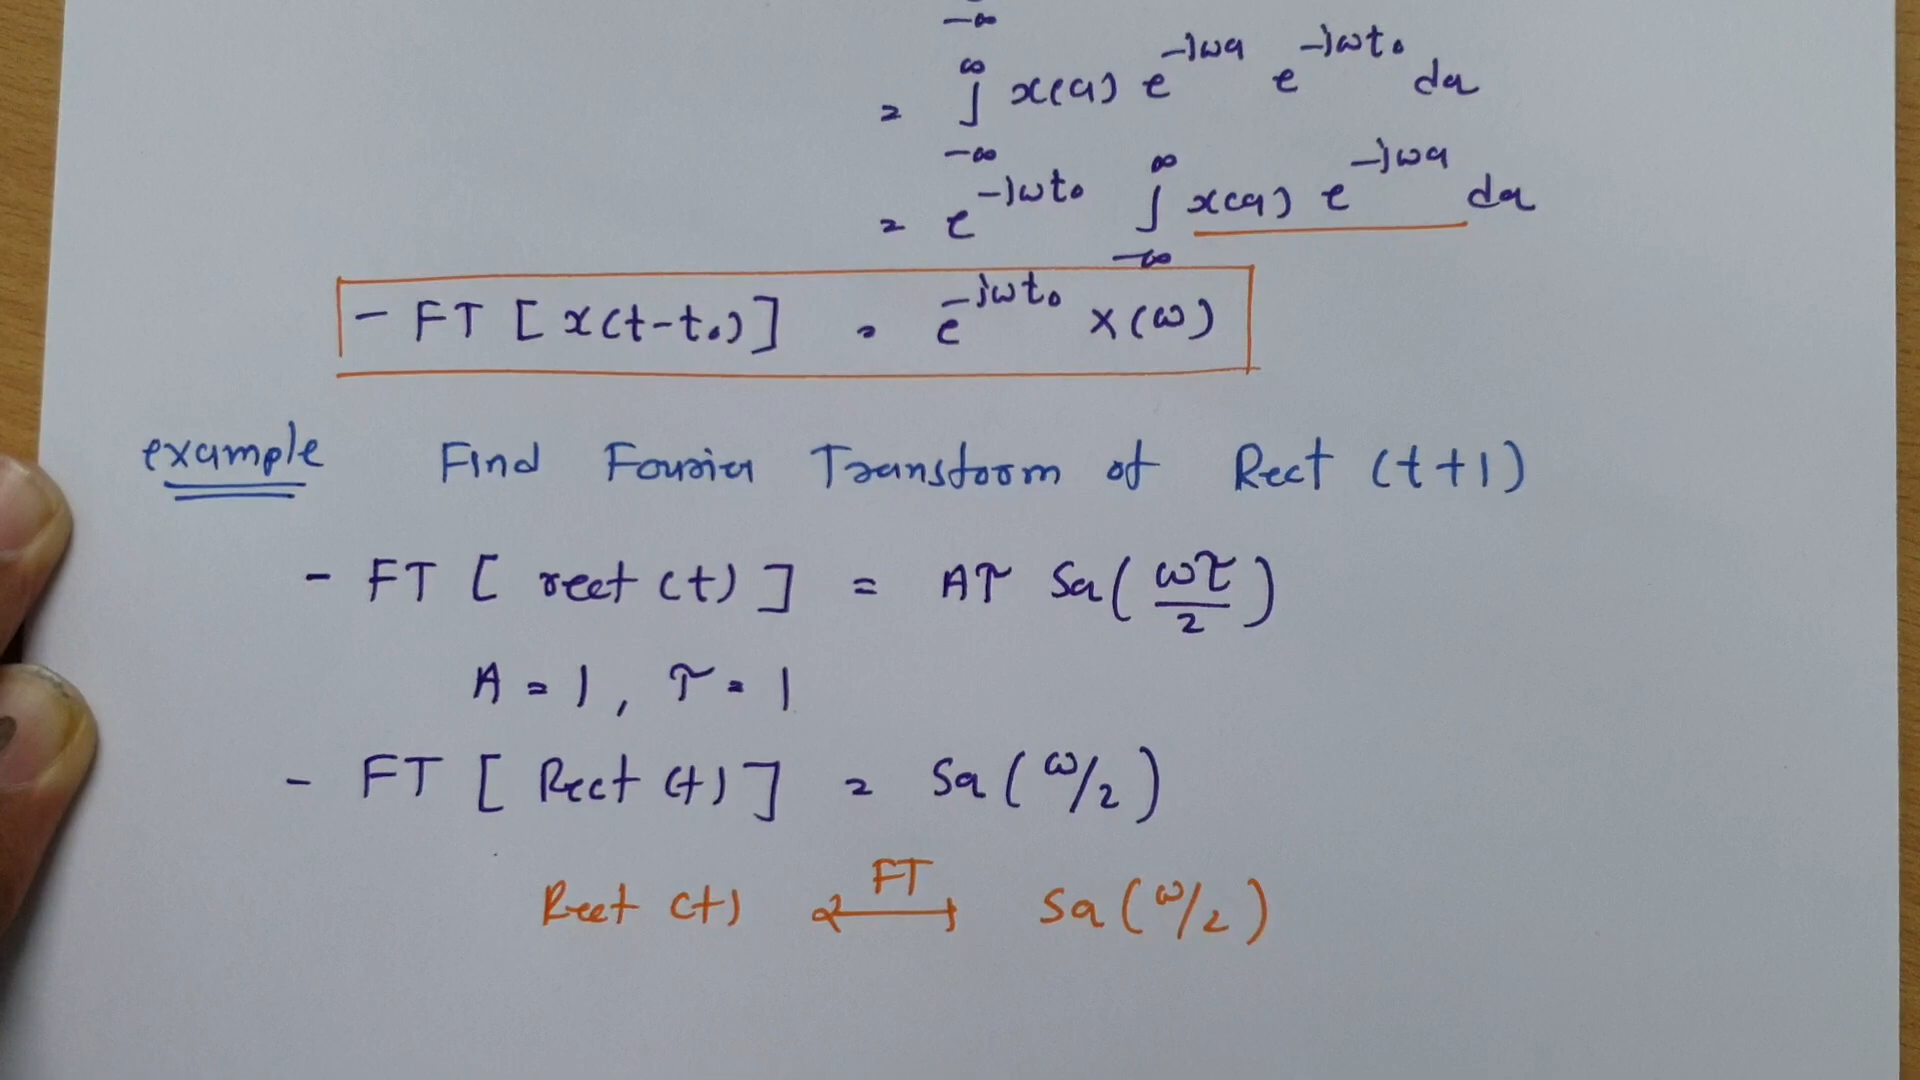 -∞
= ∫_{-∞}^{∞} x(a) e^{-jωa} e^{-jωt₀} da
= e^{-jωt₀} ∫_{-∞}^{∞} x(a) e^{-jωa} da
- FT [x(t-t₀)] = e^{-jωt₀} X(ω)
example Find Fourier Transform of Rect (t+1)
- FT [ rect (t) ] = Aτ Sa(ωτ/2)
A = 1, τ = 1
- FT [ Rect (t) ] = Sa (ω/2)
Rect (t) ⟷ FT Sa (ω/2)